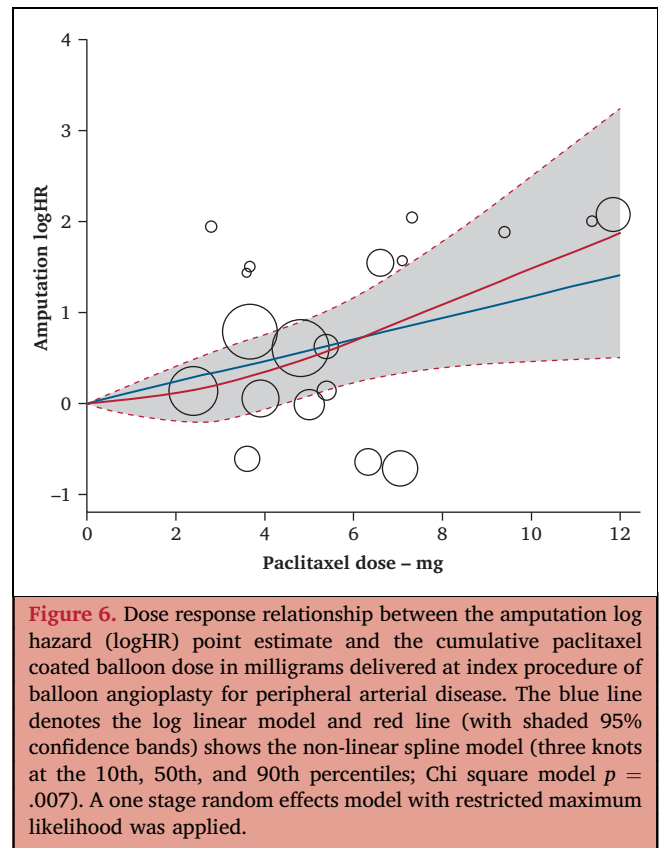 4
3
2
1
0
−1
Amputation logHR
0 2 4 6 8 10 12
Paclitaxel dose – mg
Figure 6. Dose response relationship between the amputation log
hazard (logHR) point estimate and the cumulative paclitaxel
coated balloon dose in milligrams delivered at index procedure of
balloon angioplasty for peripheral arterial disease. The blue line
denotes the log linear model and red line (with shaded 95%
confidence bands) shows the non-linear spline model (three knots
at the 10th, 50th, and 90th percentiles; Chi square model p =
.007). A one stage random effects model with restricted maximum
likelihood was applied.